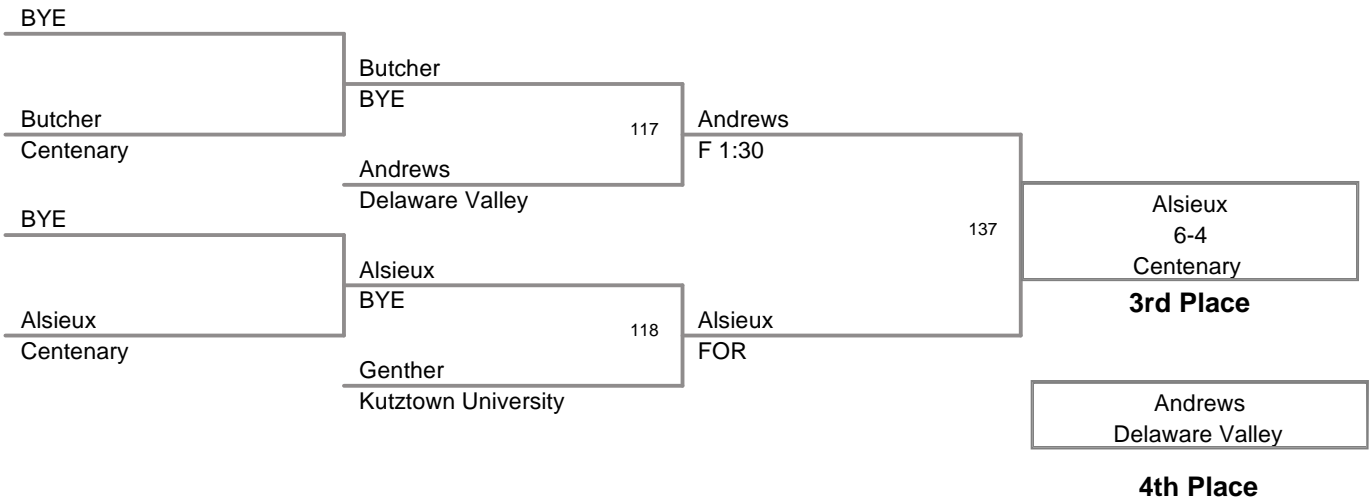 BYE
Butcher
BYE
Butcher
Centenary
117
Andrews
F 1:30
Andrews
Delaware Valley
BYE
Alsieux
6-4
Centenary
137
Alsieux
BYE
3rd Place
Alsieux
Centenary
118
Alsieux
FOR
Genther
Kutztown University
Andrews
Delaware Valley
4th Place